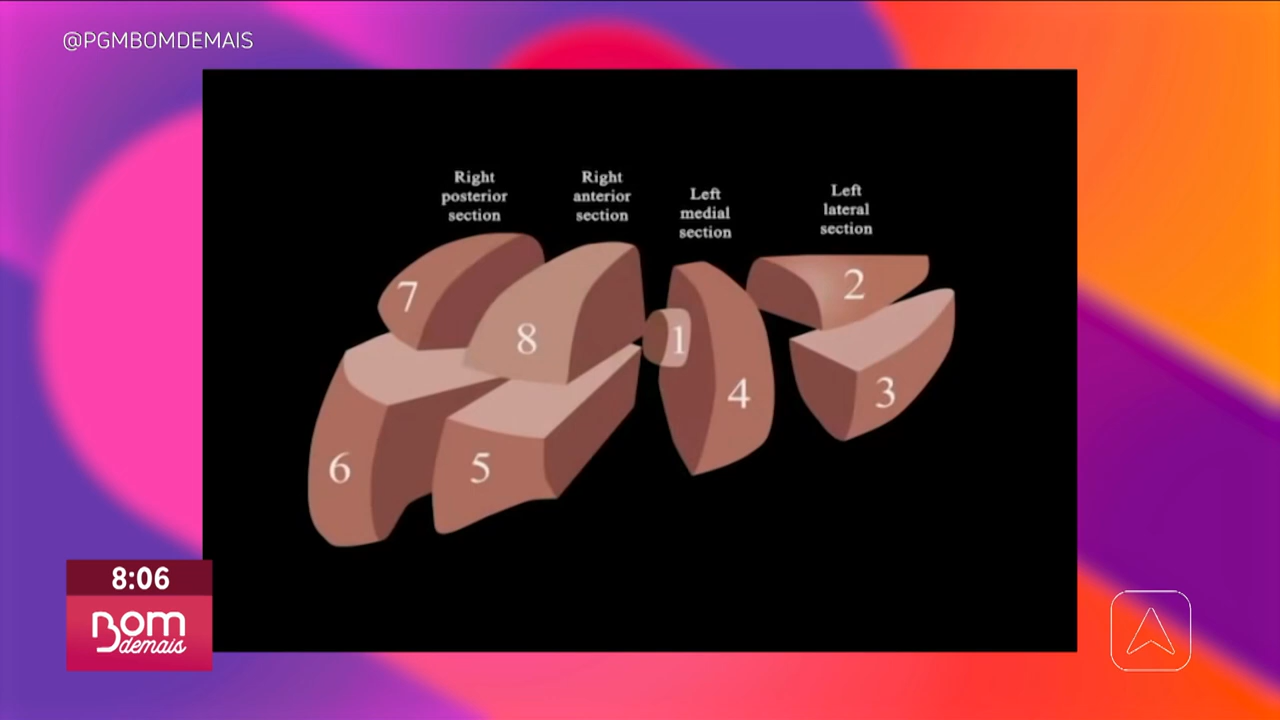 @PGMBOMDEMAIS
Right
posterior
section
Right
anterior
section
Left
medial
section
Left
lateral
section
7
8
1
2
4
3
6
5
8:06
Bom
demais